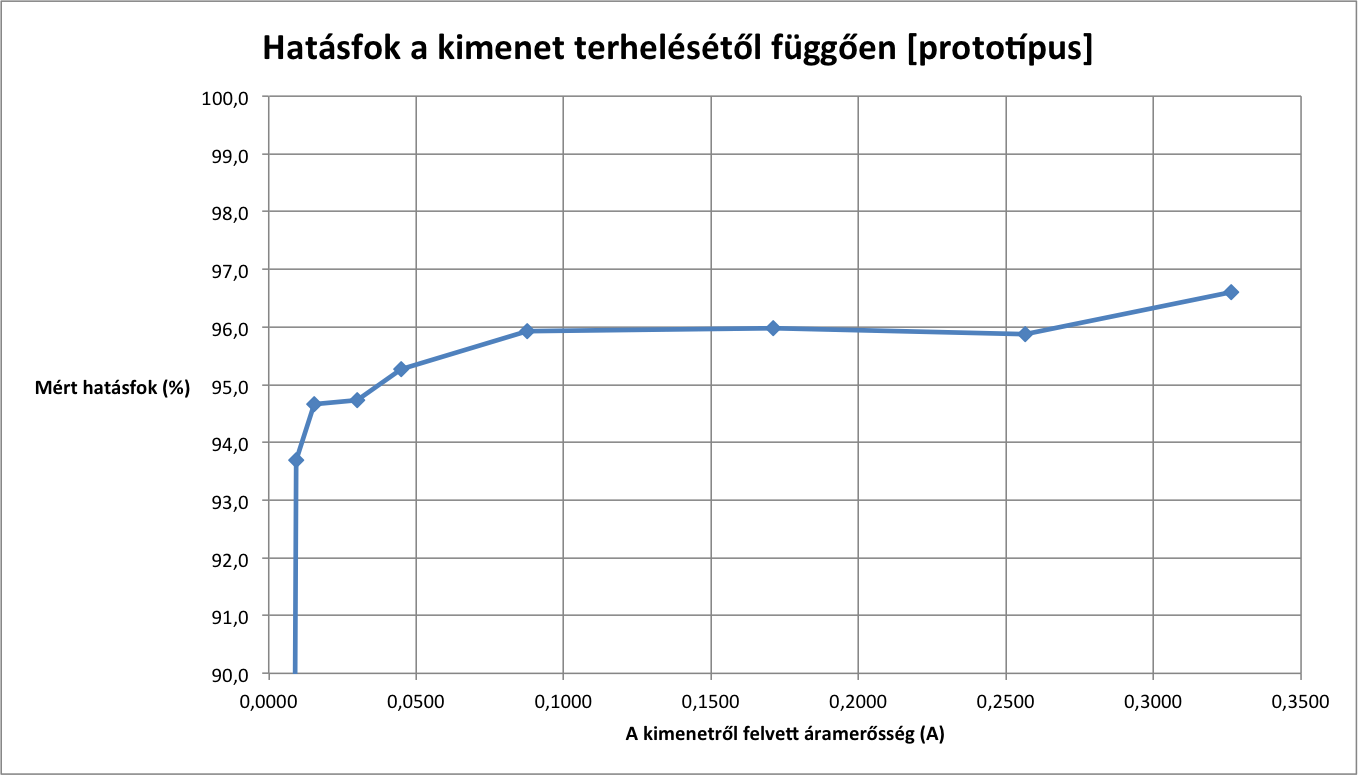 Hatásfok a kimenet terhelésétől függően [prototípus]
100,0
99,0
98,0
97,0
96,0
Mért hatásfok (%)
95,0
94,0
93,0
92,0
91,0
90,0
0,0000 0,0500 0,1000 0,1500 0,2000 0,2500 0,3000 0,3500
A kimenetről felvett áramerősség (A)